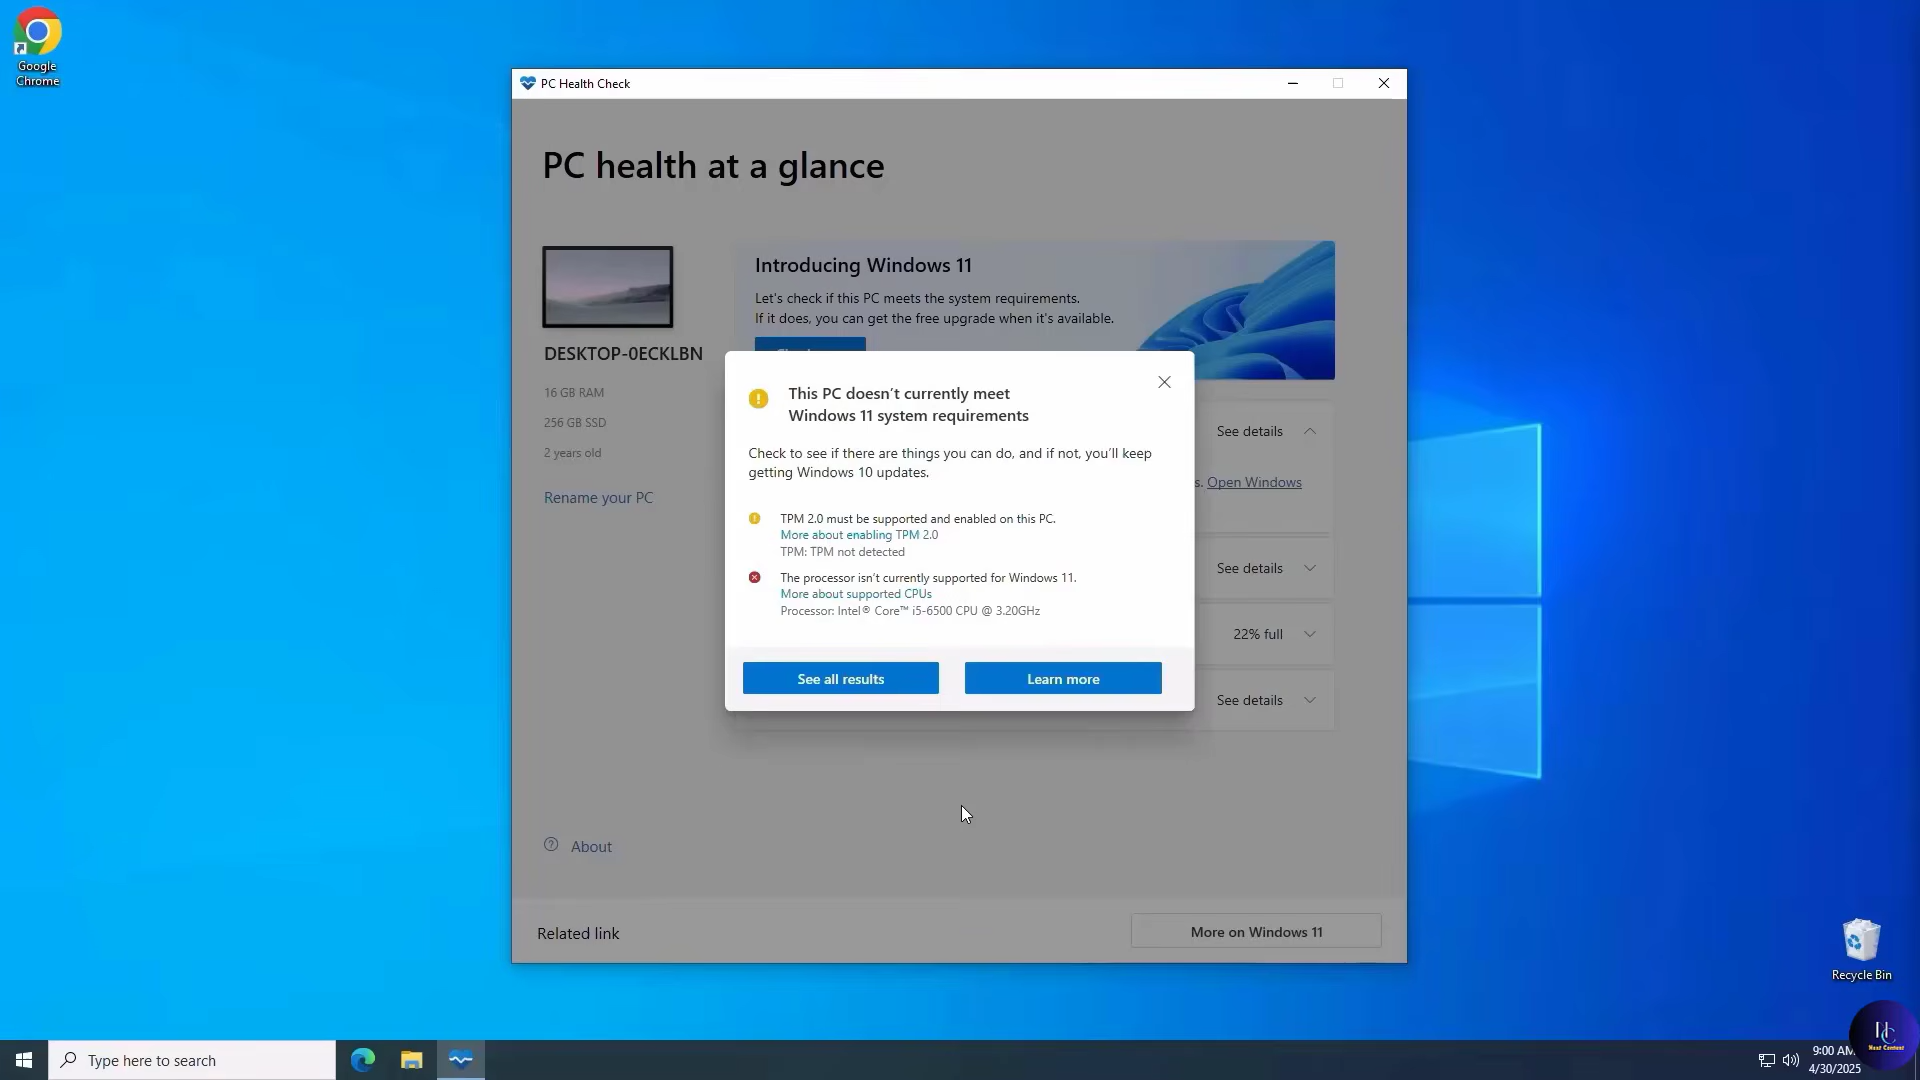 Google
Chrome
PC Health Check
PC health at a glance
DESKTOP-0ECKLBN
16 GB RAM
256 GB SSD
2 years old
Rename your PC
Introducing Windows 11
Let's check if this PC meets the system requirements.
If it does, you can get the free upgrade when it's available.
This PC doesn't currently meet
Windows 11 system requirements
Check to see if there are things you can do, and if not, you'll keep
getting Windows 10 updates.
TPM 2.0 must be supported and enabled on this PC.
More about enabling TPM 2.0
TPM: TPM not detected
The processor isn't currently supported for Windows 11.
More about supported CPUs
Processor: Intel® Core™ i5-6500 CPU @ 3.20GHz
See all results
Learn more
See details
s. Open Windows
See details
22% full
See details
About
Related link
More on Windows 11
Recycle Bin
Type here to search
9:00 AM
4/30/2025
NC
Next Content